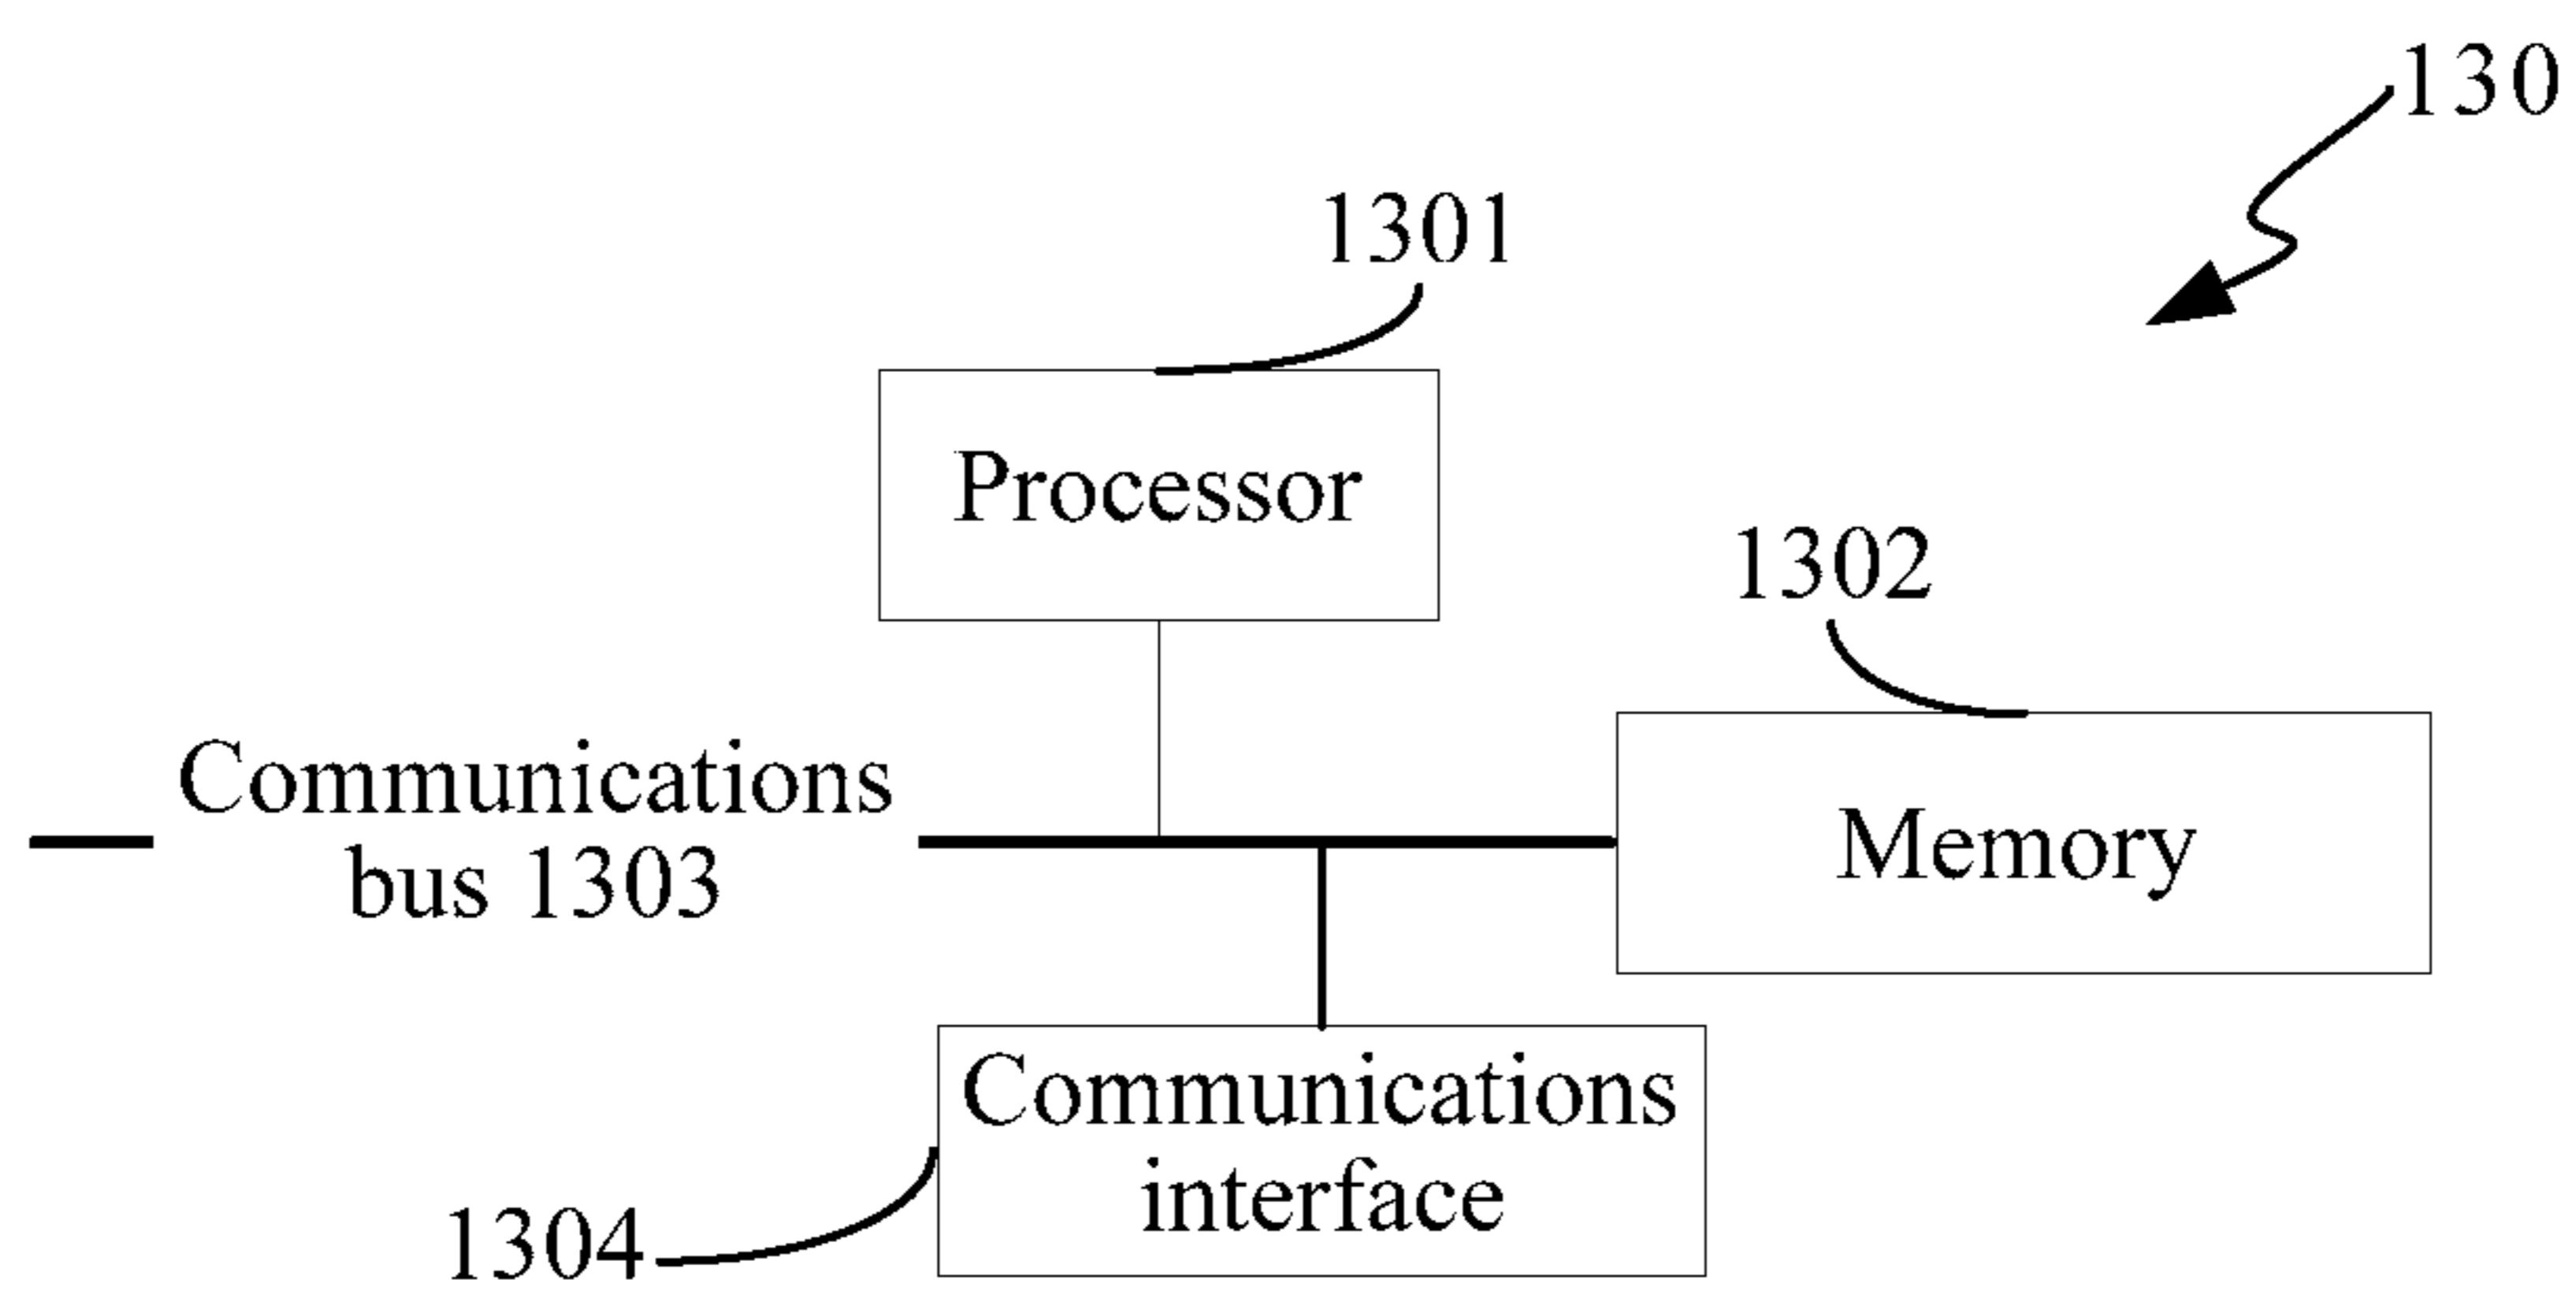 130
1301
Processor
1302
Communications
bus 1303
Memory
Communications
interface
1304